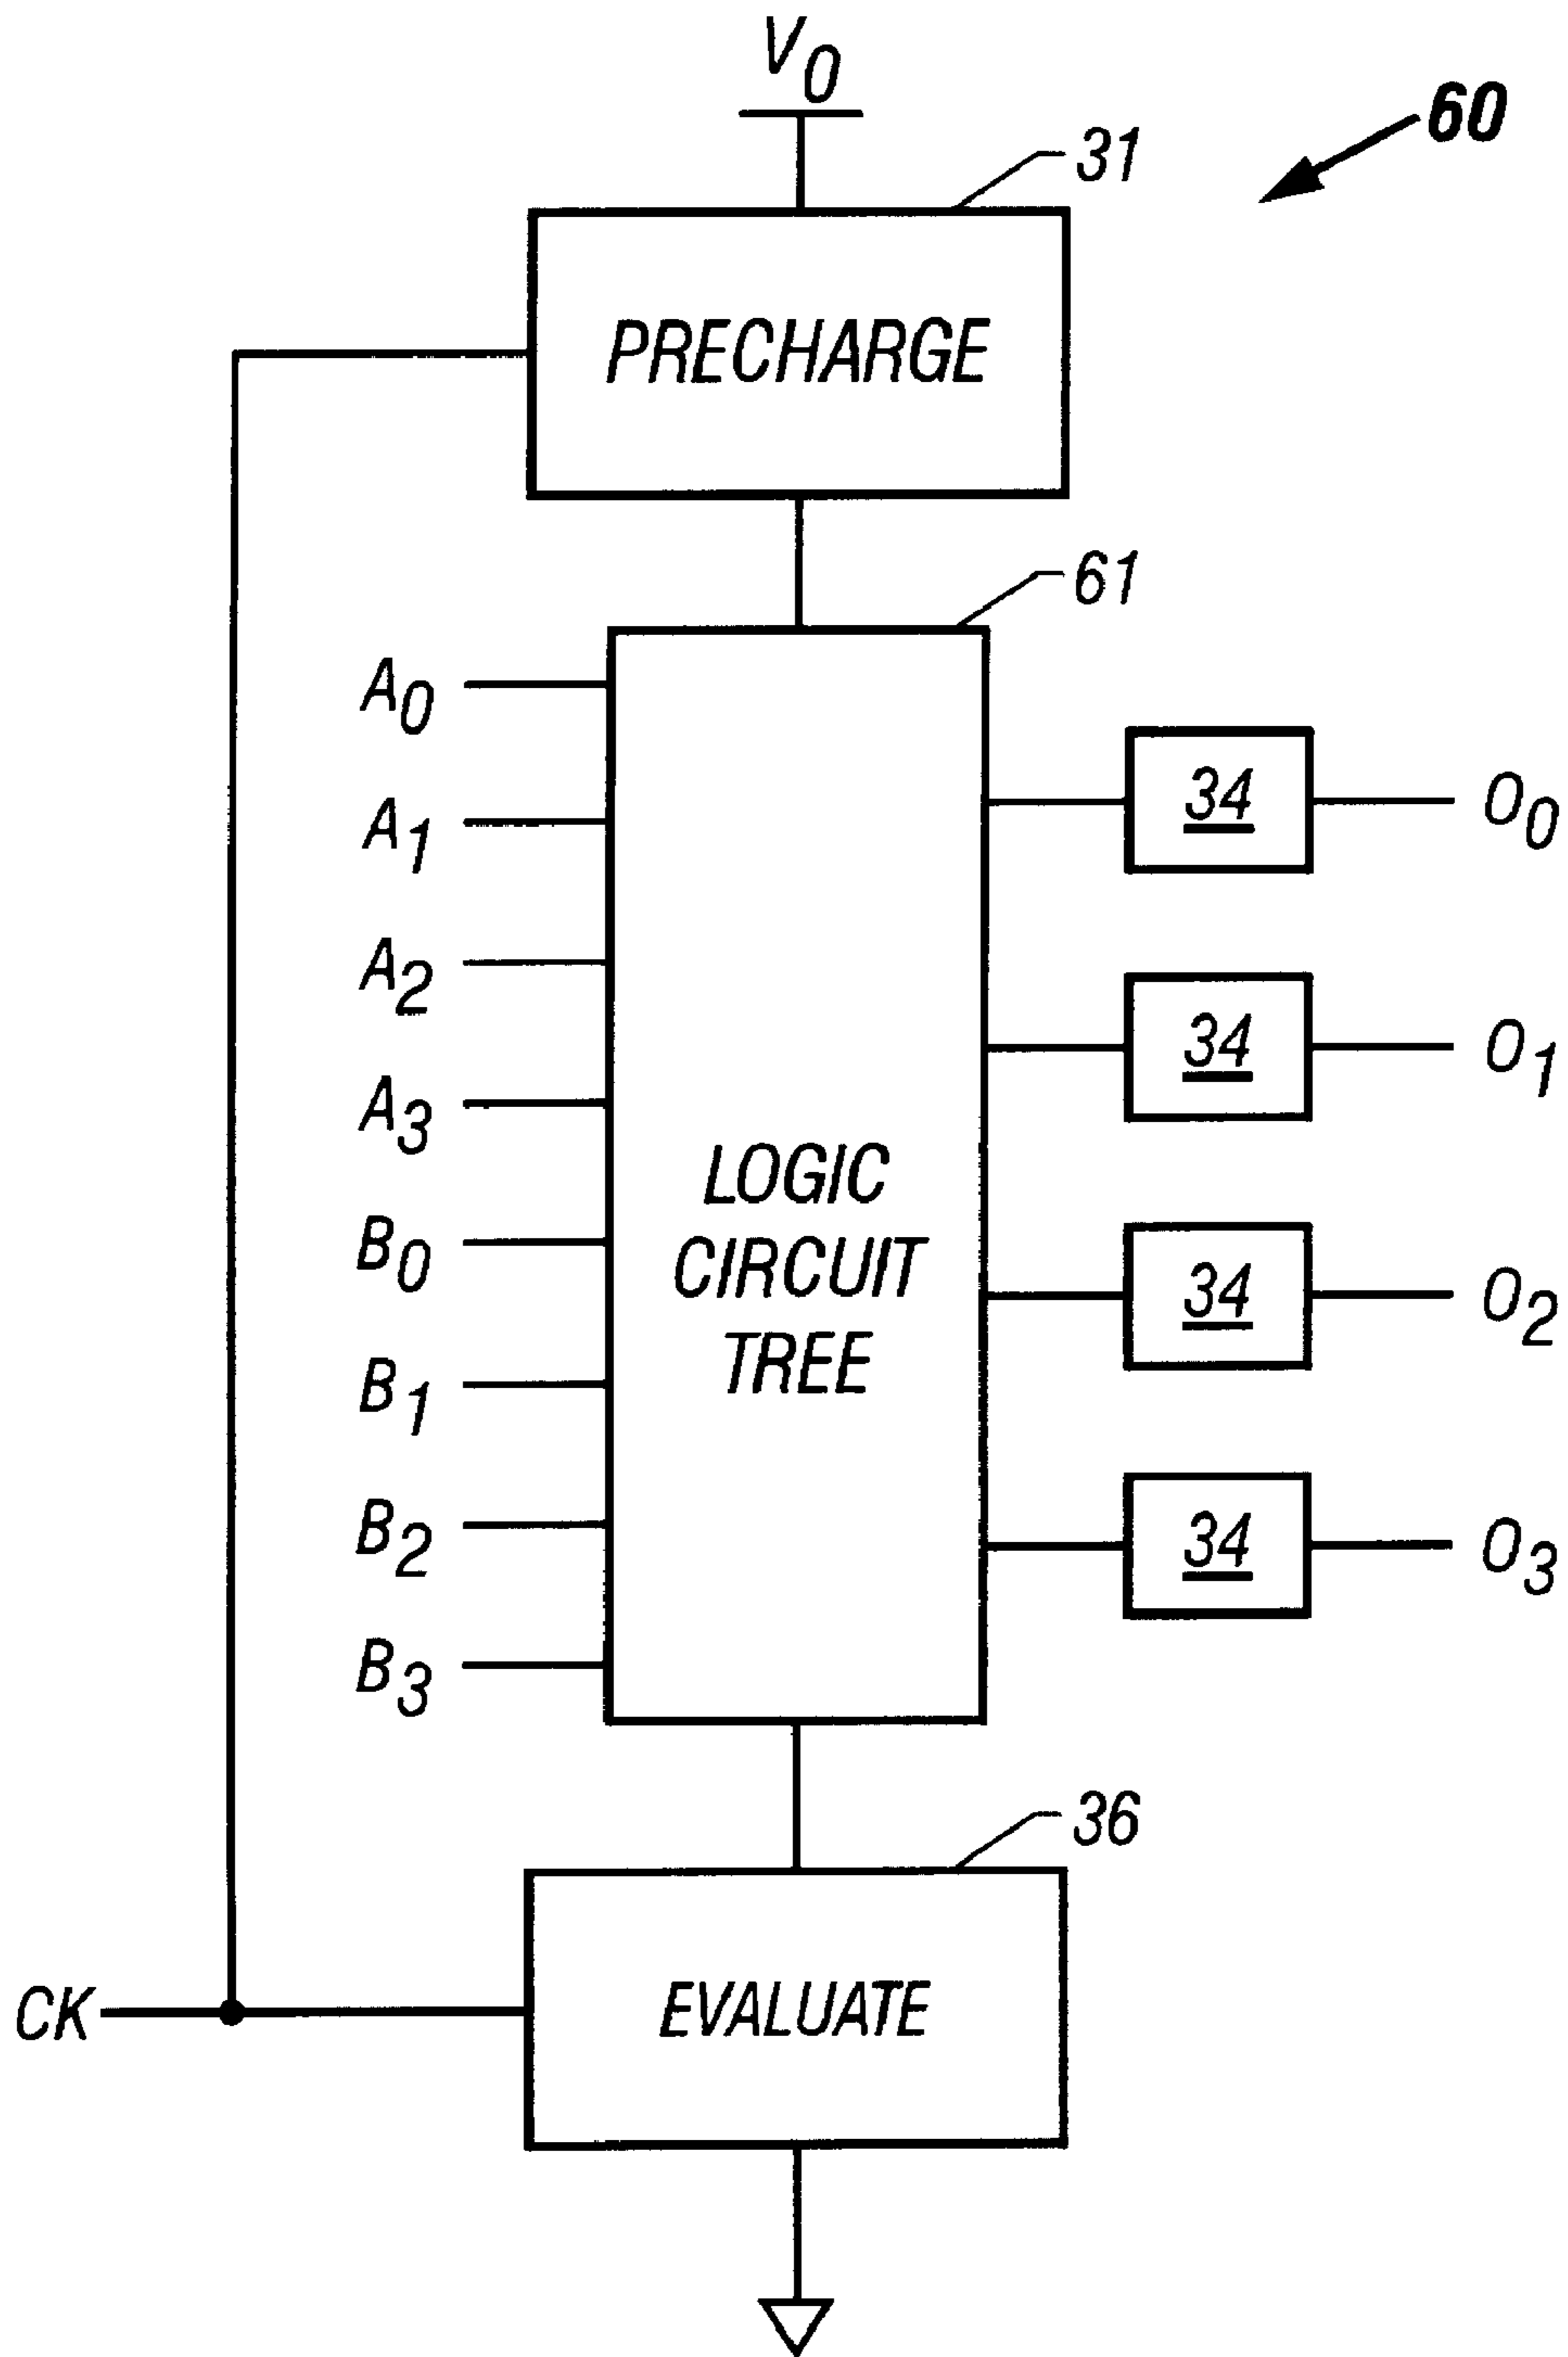 V0
60
31
PRECHARGE
61
A0
A1
A2
A3
B0
B1
B2
B3
LOGIC
CIRCUIT
TREE
34
O0
34
O1
34
O2
34
O3
36
CK
EVALUATE